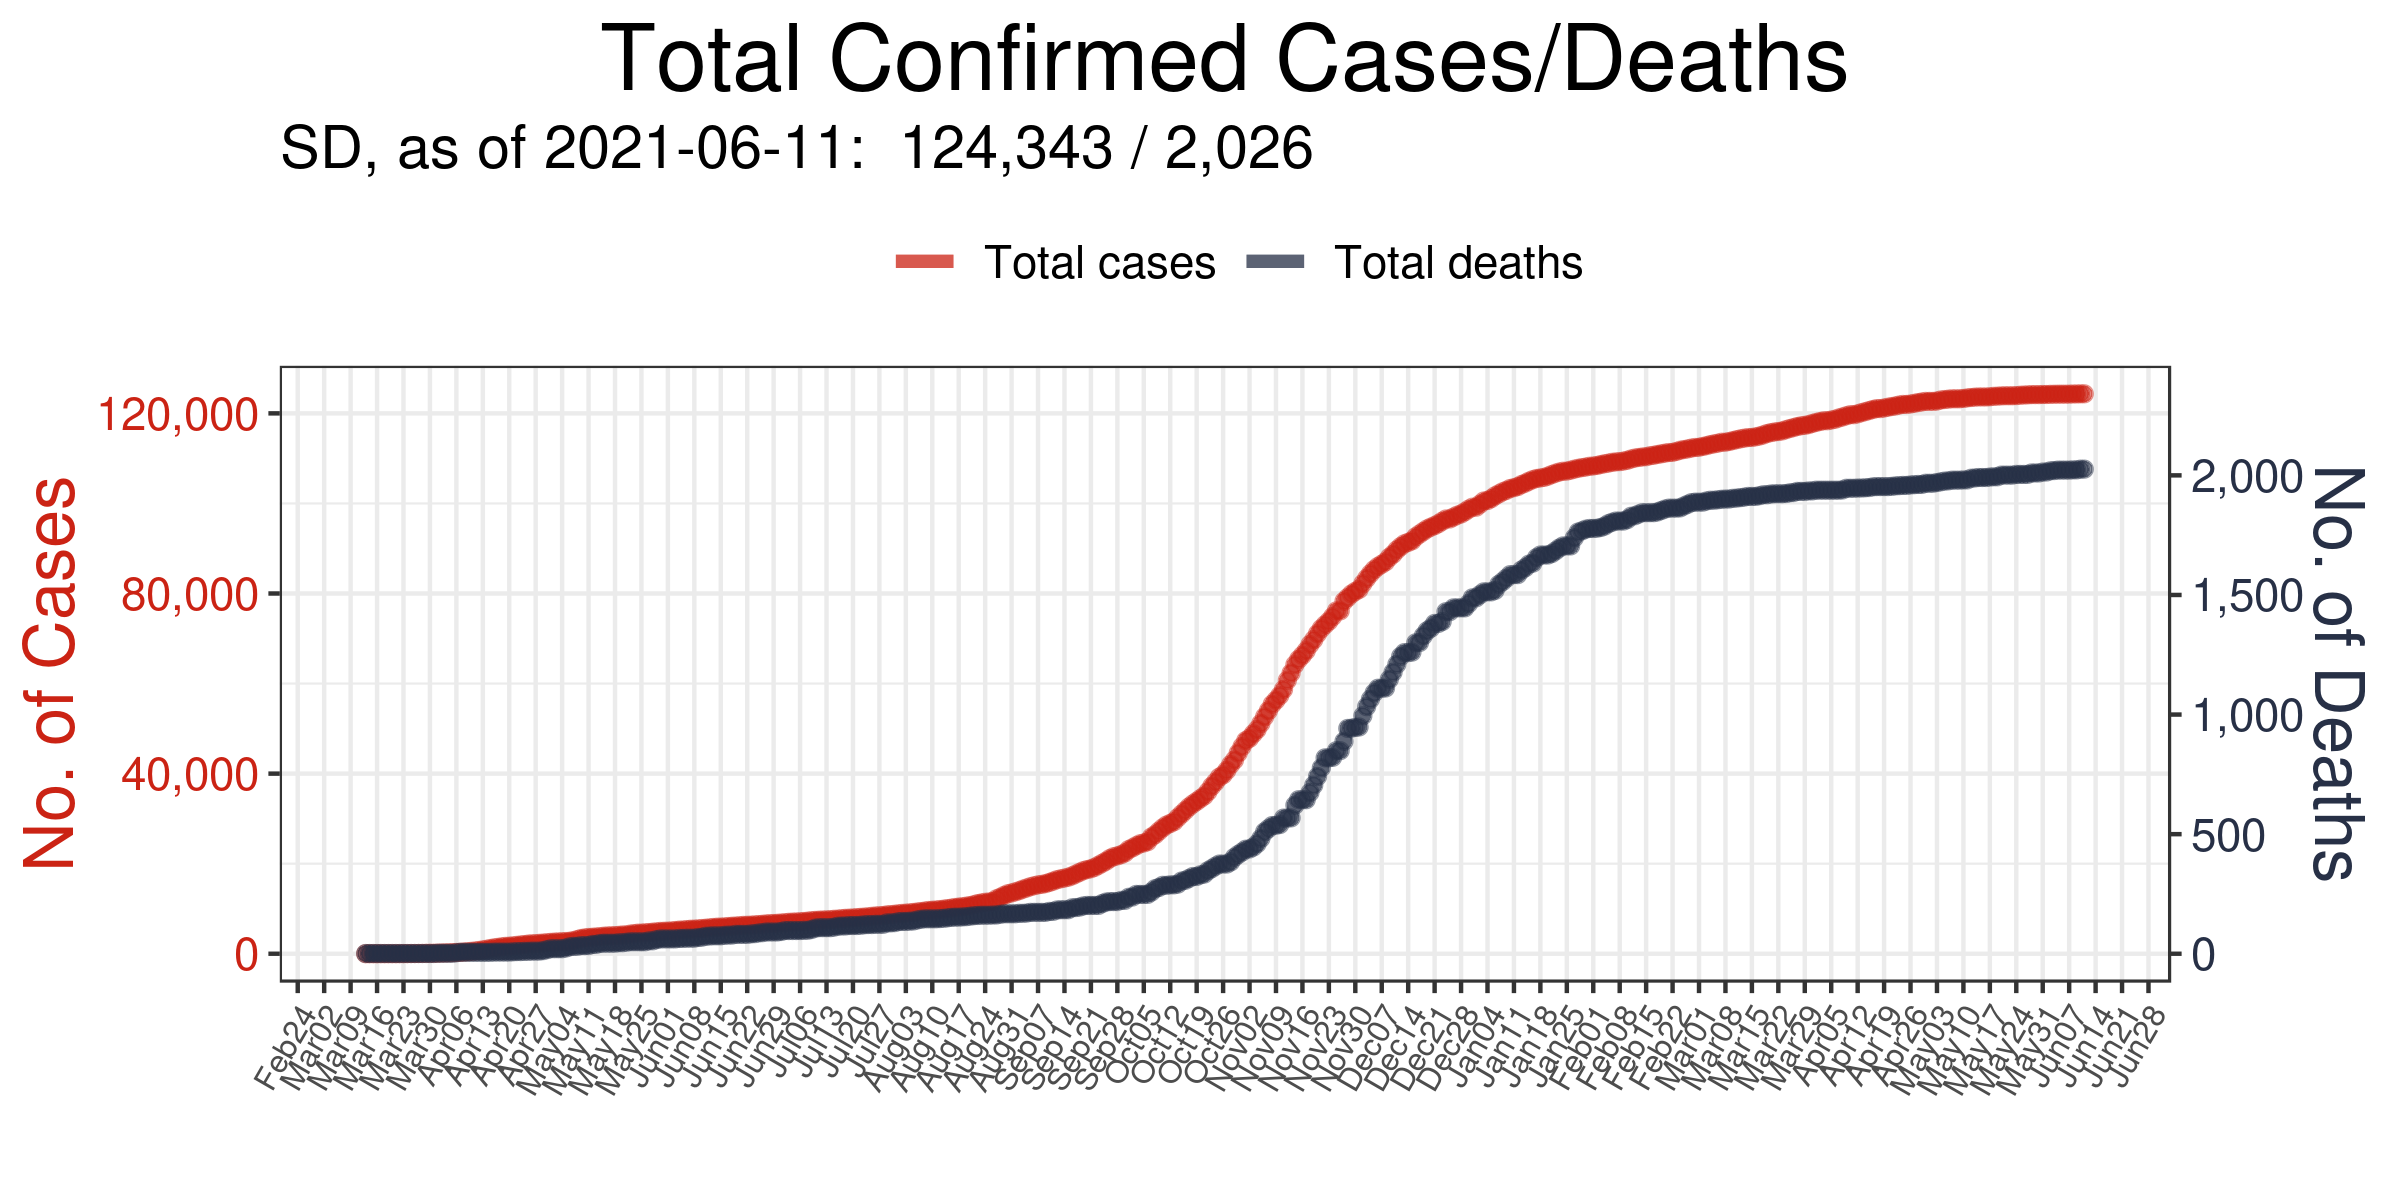 Total Confirmed Cases/Deaths
SD, as of 2021-06-11:  124,343 / 2,026
Total cases
Total deaths
No. of Cases
120,000
80,000
40,000
0
2,000
1,500
1,000
500
0
No. of Deaths
Feb24
Mar02
Mar09
Mar16
Mar23
Mar30
Apr06
Apr13
Apr20
Apr27
May04
May11
May18
May25
Jun01
Jun08
Jun15
Jun22
Jun29
Jul06
Jul13
Jul20
Jul27
Aug03
Aug10
Aug17
Aug24
Aug31
Sep07
Sep14
Sep21
Sep28
Oct05
Oct12
Oct19
Oct26
Nov02
Nov09
Nov16
Nov23
Nov30
Dec07
Dec14
Dec21
Dec28
Jan04
Jan11
Jan18
Jan25
Feb01
Feb08
Feb15
Feb22
Mar01
Mar08
Mar15
Mar22
Mar29
Apr05
Apr12
Apr19
Apr26
May03
May10
May17
May24
May31
Jun07
Jun14
Jun21
Jun28